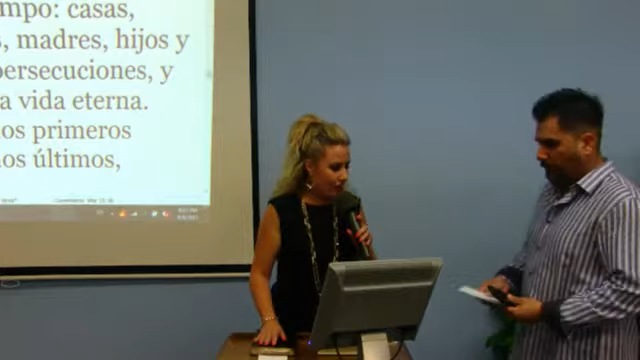 mpo: casas,
, madres, hijos y
persecuciones, y
a vida eterna.
os primeros
os últimos,